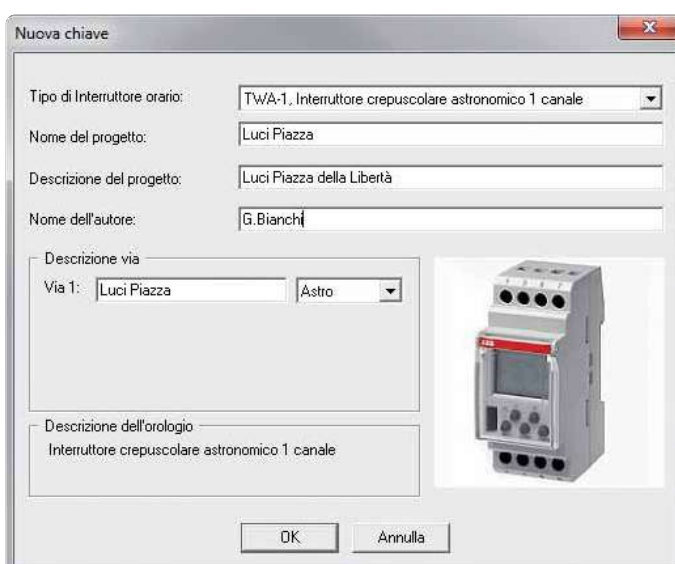 Nuova chiave
Tipo di Interruttore orario: TWA-1, Interruttore crepuscolare astronomico 1 canale
Nome del progetto: Luci Piazza
Descrizione del progetto: Luci Piazza della Libertà
Nome dell'autore: G.Bianchi
Descrizione via
Via 1: Luci Piazza Astro
Descrizione dell'orologio
Interruttore crepuscolare astronomico 1 canale
ABB
OK Annulla